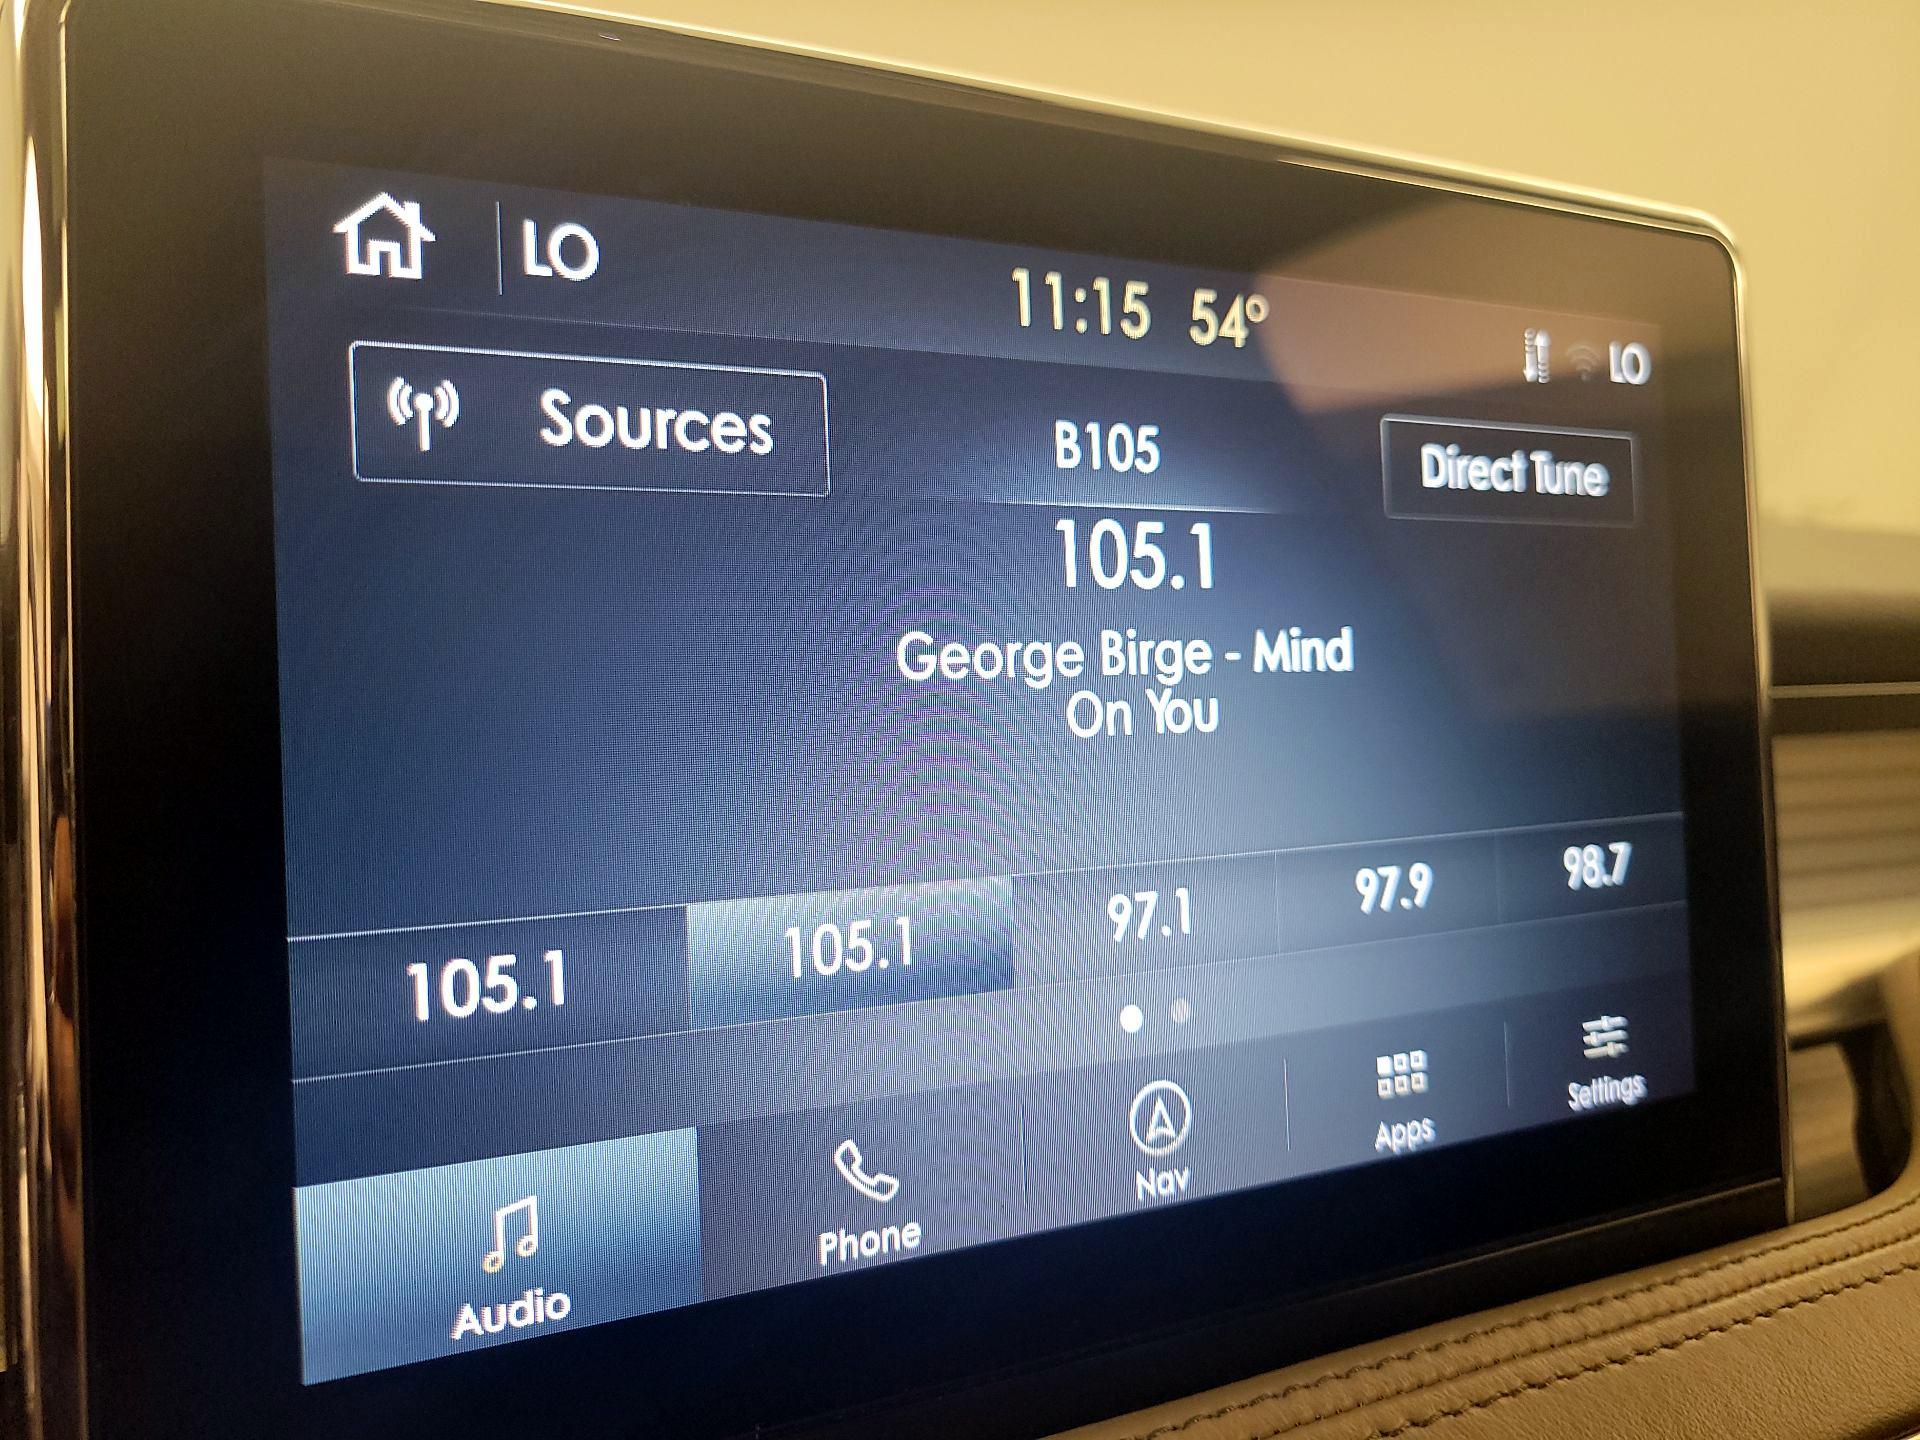 LO
11:15 54°
LO
Sources
B105
Direct Tune
105.1
George Birge - Mind
On You
105.1
105.1
97.1
97.9
98.7
Audio
Phone
Nav
Apps
Settings